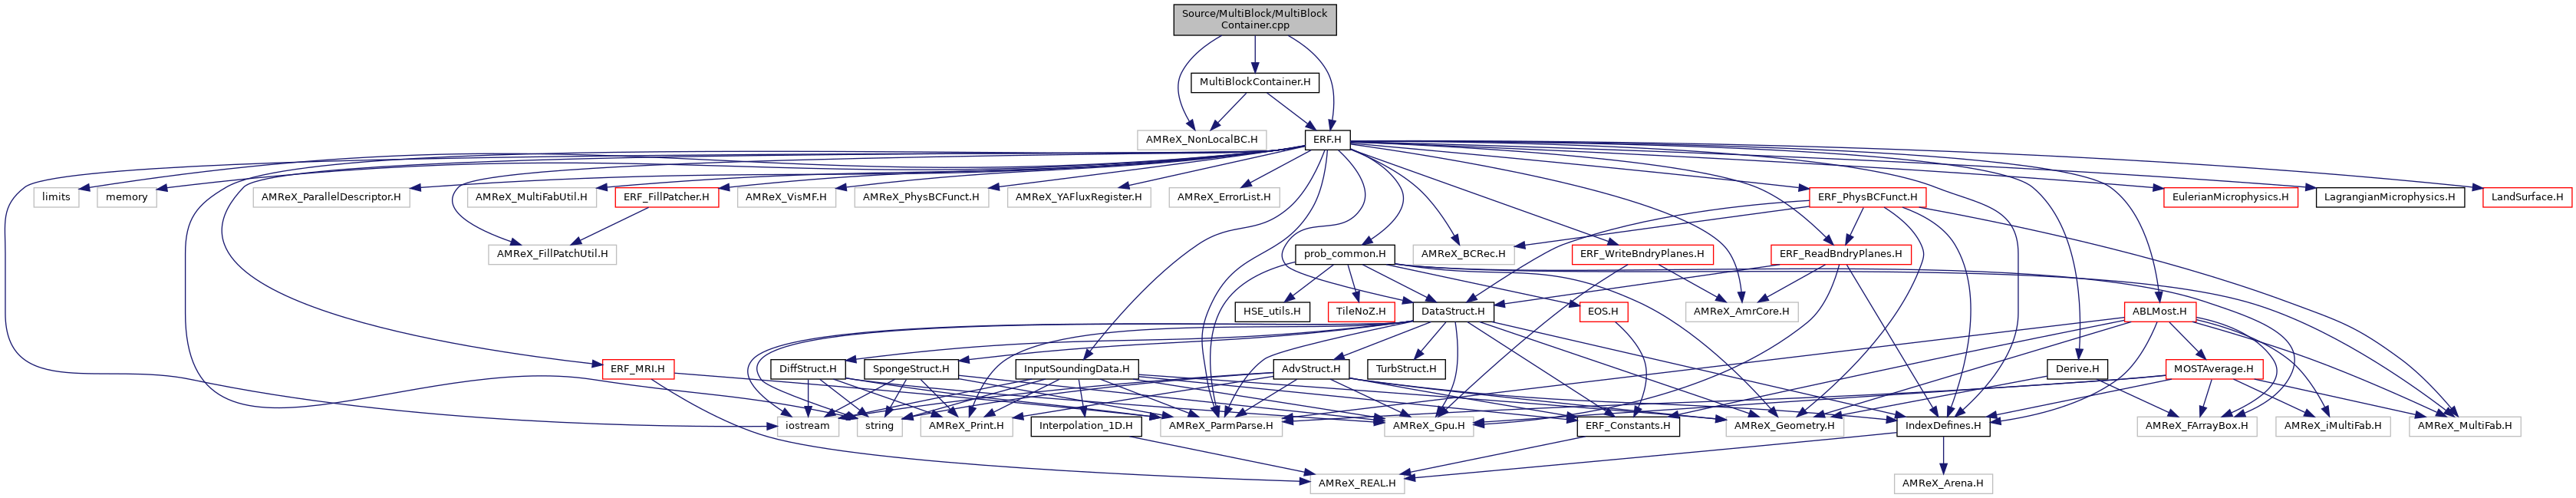 Source/MultiBlock/MultiBlock
Container.cpp
MultiBlockContainer.H
AMReX_NonLocalBC.H
ERF.H
limits
memory
AMReX_ParallelDescriptor.H
AMReX_MultiFabUtil.H
ERF_FillPatcher.H
AMReX_VisMF.H
AMReX_PhysBCFunct.H
AMReX_YAFluxRegister.H
AMReX_ErrorList.H
ERF_PhysBCFunct.H
EulerianMicrophysics.H
LagrangianMicrophysics.H
LandSurface.H
AMReX_FillPatchUtil.H
prob_common.H
AMReX_BCRec.H
ERF_WriteBndryPlanes.H
ERF_ReadBndryPlanes.H
HSE_utils.H
TileNoZ.H
DataStruct.H
EOS.H
AMReX_AmrCore.H
ABLMost.H
ERF_MRI.H
DiffStruct.H
SpongeStruct.H
InputSoundingData.H
AdvStruct.H
TurbStruct.H
Derive.H
MOSTAverage.H
iostream
string
AMReX_Print.H
Interpolation_1D.H
AMReX_ParmParse.H
AMReX_Gpu.H
ERF_Constants.H
AMReX_Geometry.H
IndexDefines.H
AMReX_FArrayBox.H
AMReX_iMultiFab.H
AMReX_MultiFab.H
AMReX_REAL.H
AMReX_Arena.H